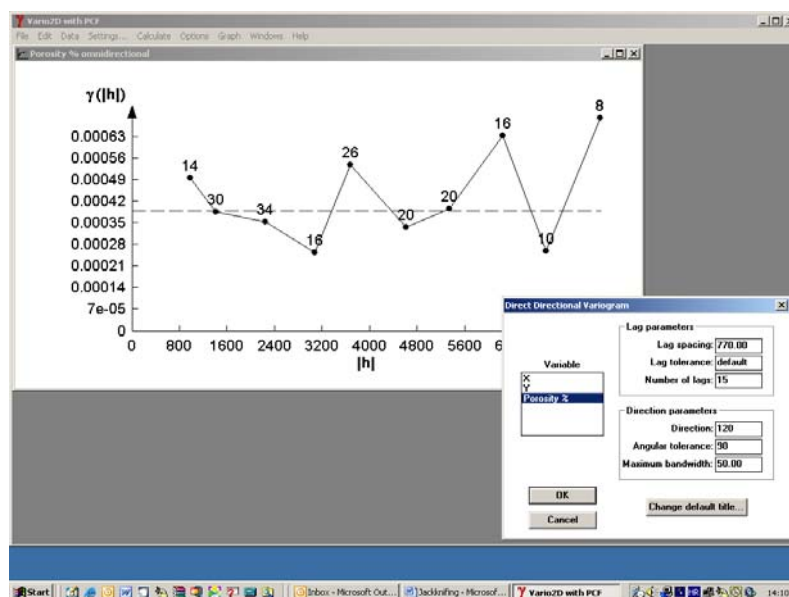 Vario2D with PCF
File Edit Data Settings... Calculate Options Graph Windows Help
Porosity % omnidirectional
γ(|h|)
0.00063
0.00056
0.00049
0.00042
0.00035
0.00028
0.00021
0.00014
7e-05
0
14
30
34
16
26
20
20
16
10
8
0 800 1600 2400 3200 4000 4800 5600 6
|h|
Direct Directional Variogram
Variable
X
Y
Porosity %
Lag parameters
Lag spacing: 770.00
Lag tolerance: default
Number of lags: 15
Direction parameters
Direction: 120
Angular tolerance: 90
Maximum bandwidth: 50.00
OK
Cancel
Change default title...
Start
Inbox - Microsoft Out...
Jackknifing - Microsof...
Vario2D with PCF
HR
14:10